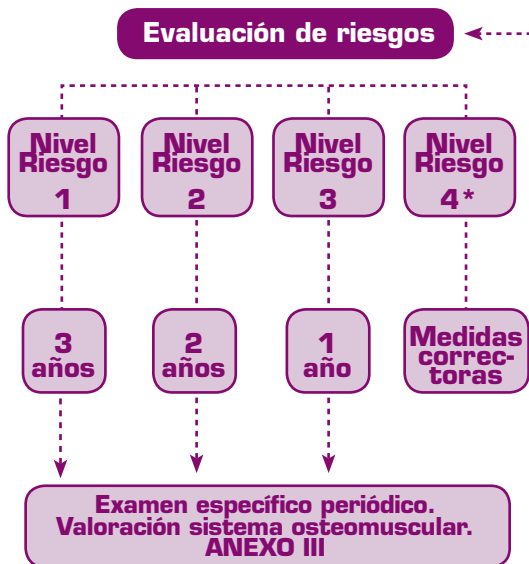 Evaluación de riesgos
Nivel
Riesgo
1
Nivel
Riesgo
2
Nivel
Riesgo
3
Nivel
Riesgo
4*
3
años
2
años
1
año
Medidas
correc-
toras
Examen específico periódico.
Valoración sistema osteomuscular.
ANEXO III